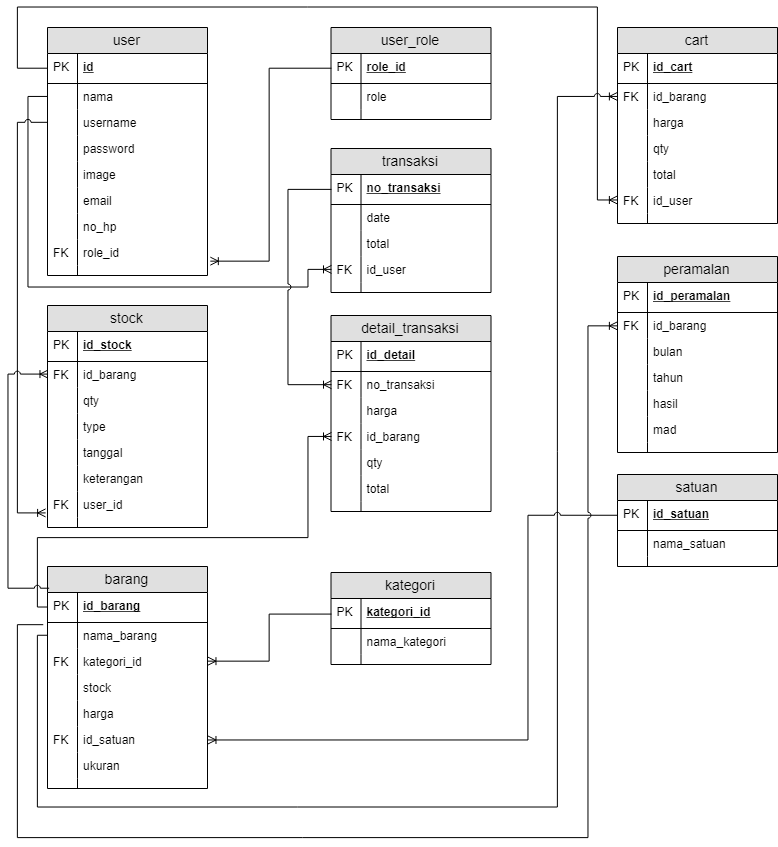 user
PK id
nama
username
password
image
email
no_hp
FK role_id
user_role
PK role_id
role
cart
PK id_cart
FK id_barang
harga
qty
total
FK id_user
transaksi
PK no_transaksi
date
total
FK id_user
peramalan
PK id_peramalan
FK id_barang
bulan
tahun
hasil
mad
stock
PK id_stock
FK id_barang
qty
type
tanggal
keterangan
FK user_id
detail_transaksi
PK id_detail
FK no_transaksi
harga
FK id_barang
qty
total
satuan
PK id_satuan
nama_satuan
barang
PK id_barang
nama_barang
FK kategori_id
stock
harga
FK id_satuan
ukuran
kategori
PK kategori_id
nama_kategori